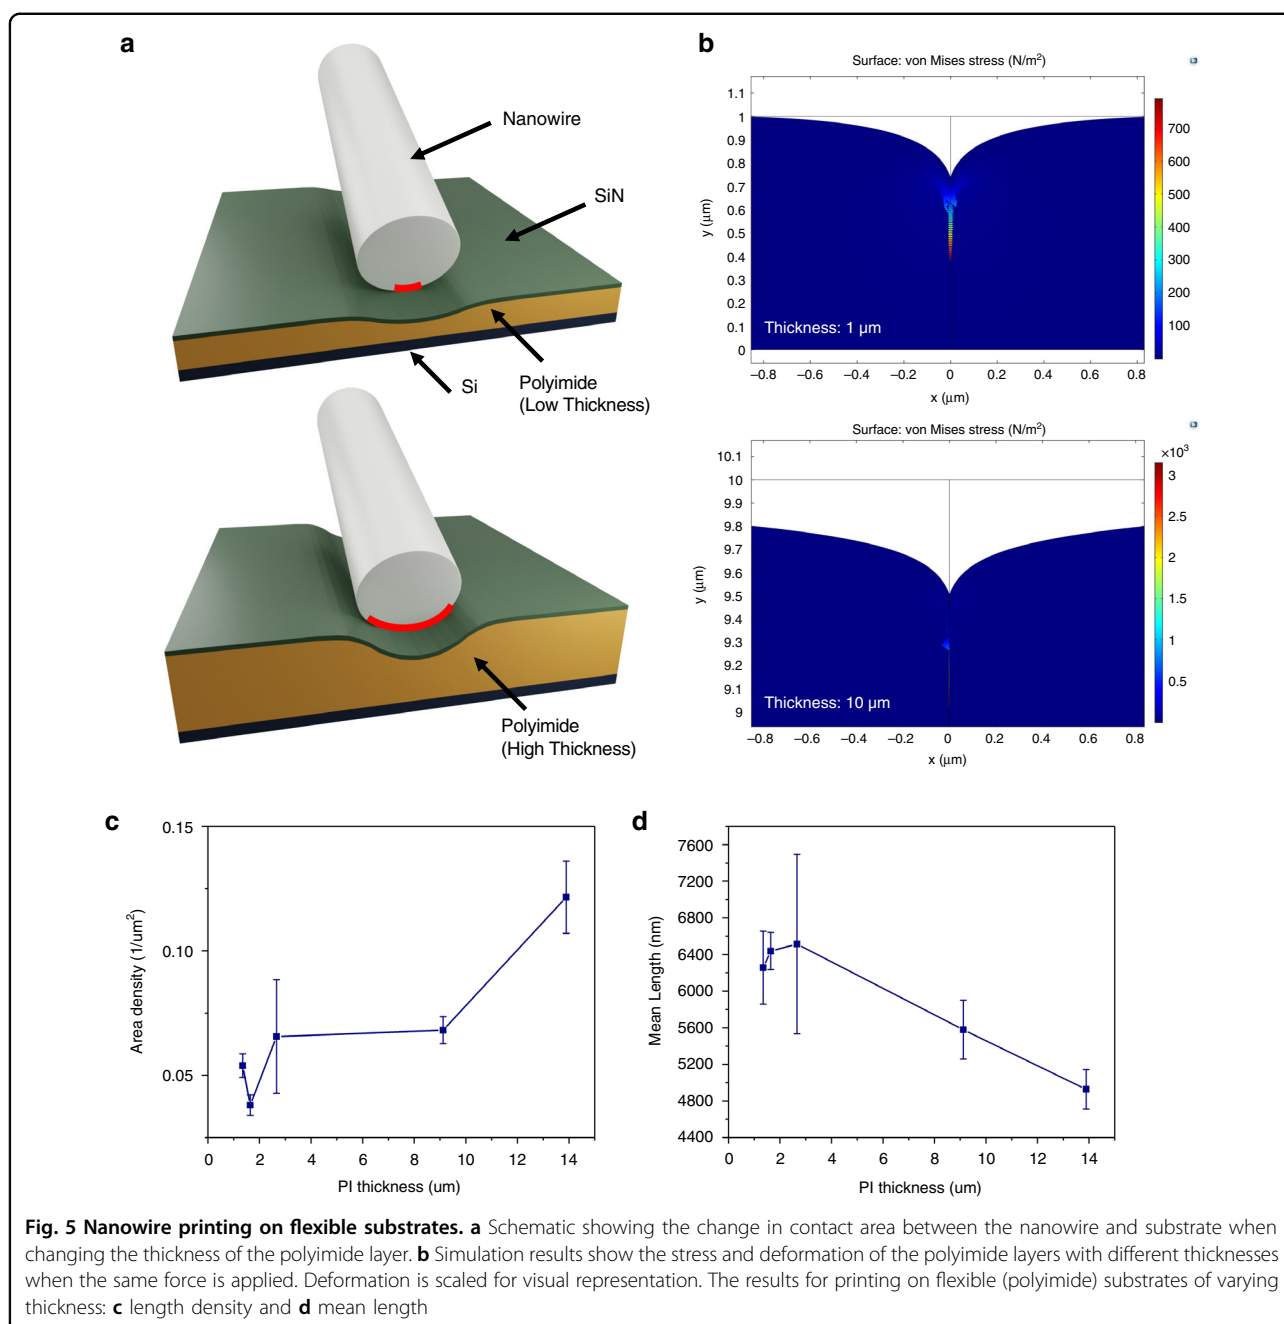 a
Nanowire
SiN
Si
Polyimide
(Low Thickness)
Polyimide
(High Thickness)
b
Surface: von Mises stress (N/m²)
1.1
1
0.9
0.8
0.7
0.6
0.5
0.4
0.3
0.2
0.1
0
y (μm)
Thickness: 1 μm
−0.8 −0.6 −0.4 −0.2 0 0.2 0.4 0.6 0.8
x (μm)
700
600
500
400
300
200
100
Surface: von Mises stress (N/m²)
10.1
10
9.9
9.8
9.7
9.6
9.5
9.4
9.3
9.2
9.1
9
y (μm)
Thickness: 10 μm
−0.8 −0.6 −0.4 −0.2 0 0.2 0.4 0.6 0.8
x (μm)
×10³
3
2.5
2
1.5
1
0.5
c
0.15
0.10
0.05
Area density (1/um²)
0 2 4 6 8 10 12 14
PI thickness (um)
d
7600
7200
6800
6400
6000
5600
5200
4800
4400
Mean Length (nm)
0 2 4 6 8 10 12 14
PI thickness (um)
Fig. 5 Nanowire printing on flexible substrates. a Schematic showing the change in contact area between the nanowire and substrate when
changing the thickness of the polyimide layer. b Simulation results show the stress and deformation of the polyimide layers with different thicknesses
when the same force is applied. Deformation is scaled for visual representation. The results for printing on flexible (polyimide) substrates of varying
thickness: c length density and d mean length